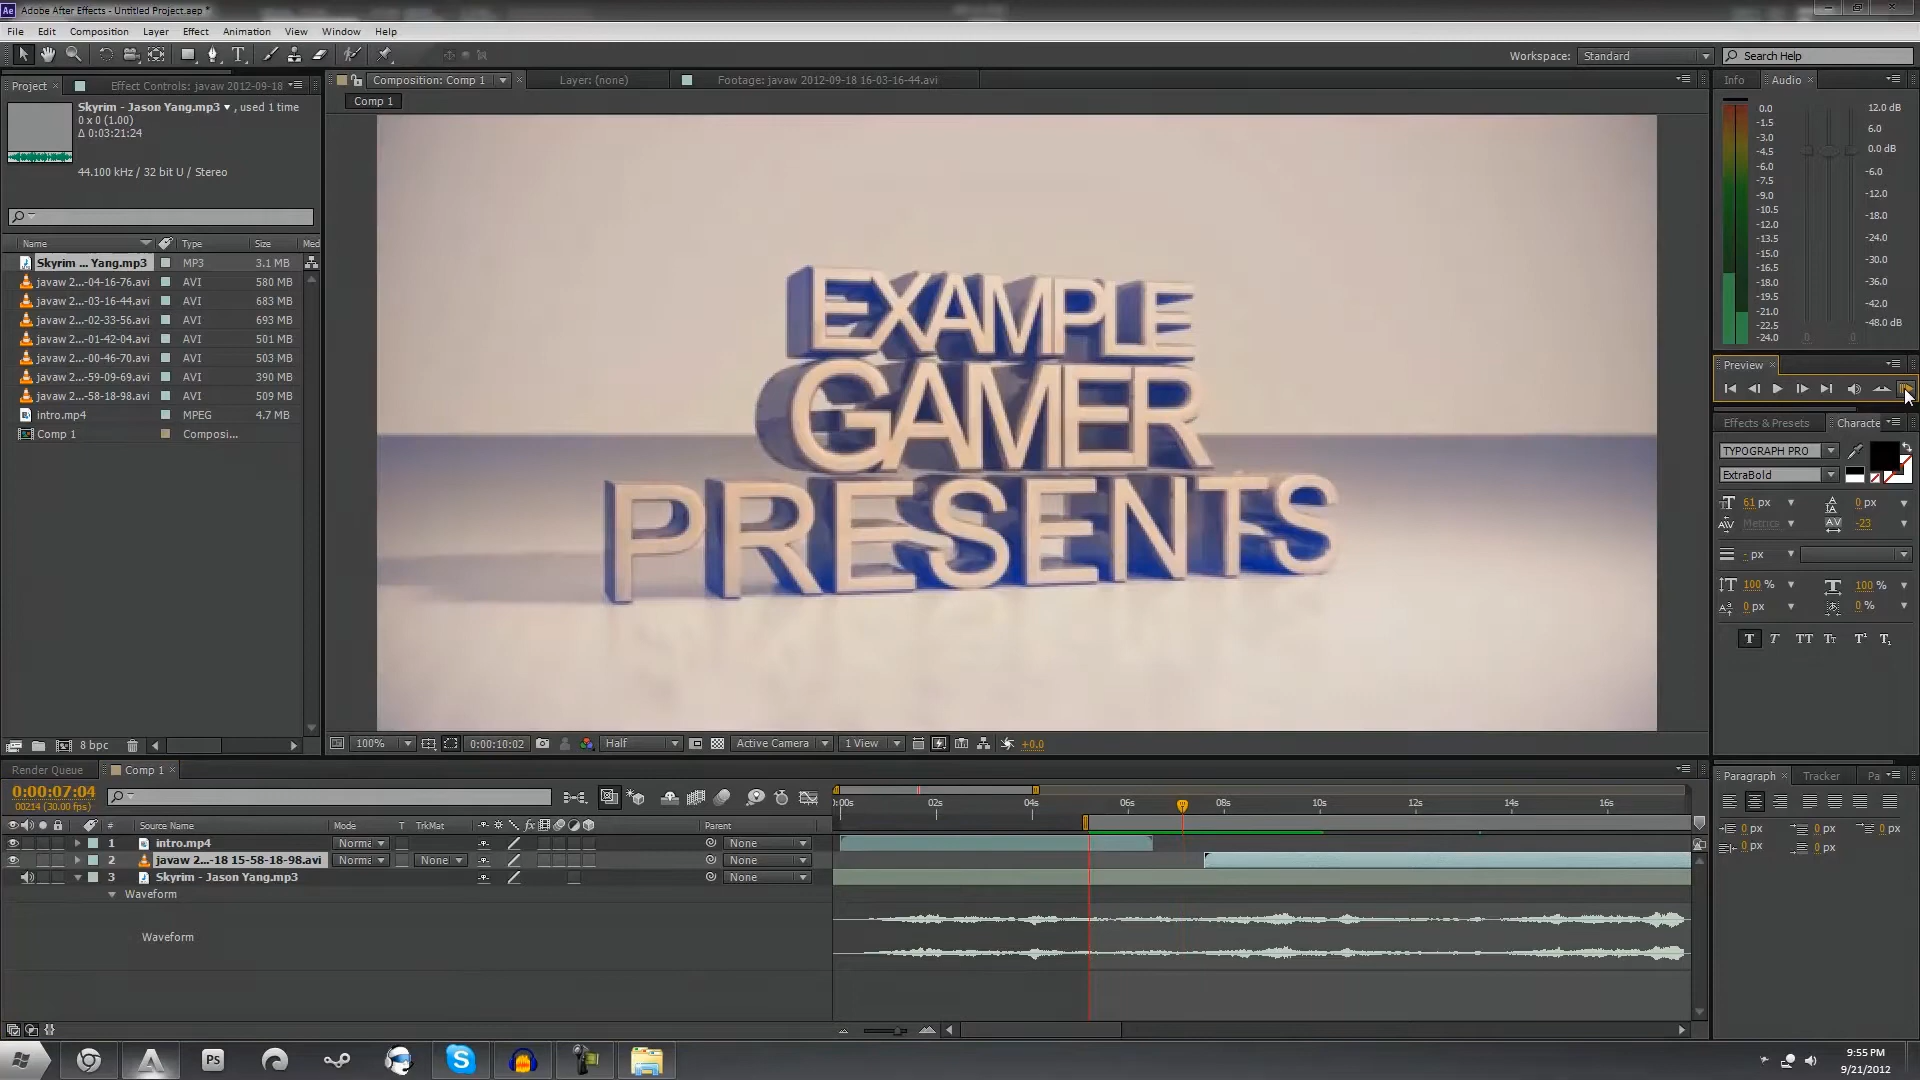 Ae Adobe After Effects - Untitled Project.aep *
File Edit Composition Layer Effect Animation View Window Help
Workspace: Standard Search Help
Project Effect Controls: javaw 2012-09-18
Composition: Comp 1 Layer: (none) Footage: javaw 2012-09-18 16-03-16-44.avi
Info Audio
Comp 1
Skyrim - Jason Yang.mp3 , used 1 time
0 x 0 (1.00)
Δ 0:03:21:24
44.100 kHz / 32 bit U / Stereo
Name Type Size Med
Skyrim ... Yang.mp3 MP3 3.1 MB
javaw 2...-04-16-76.avi AVI 580 MB
javaw 2...-03-16-44.avi AVI 683 MB
javaw 2...-02-33-56.avi AVI 693 MB
javaw 2...-01-42-04.avi AVI 501 MB
javaw 2...-00-46-70.avi AVI 503 MB
javaw 2...-59-09-69.avi AVI 390 MB
javaw 2...-58-18-98.avi AVI 509 MB
intro.mp4 MPEG 4.7 MB
Comp 1 Composi...
EXAMPLE
GAMER
PRESENTS
0.0 12.0 dB
-1.5
-3.0 6.0
-4.5 0.0 dB
-6.0 -6.0
-7.5
-9.0 -12.0
-10.5 -18.0
-12.0
-13.5 -24.0
-15.0 -30.0
-16.5
-18.0 -36.0
-19.5 -42.0
-21.0
-22.5 -48.0 dB
-24.0 0 0
Preview
Effects & Presets Characte
TYPOGRAPH PRO
ExtraBold
61 px 0 px
Metrics -23
- px
100 % 100 %
0 px 0 %
T T TT Tt T¹ T₁
8 bpc
100% 0:00:10:02 Half Active Camera 1 View +0.0
Render Queue Comp 1
0:00:07:04
00214 (30.00 fps)
:00s 02s 04s 06s 08s 10s 12s 14s 16s
# Source Name Mode T TrkMat fx Parent
1 intro.mp4 Norma None
2 javaw 2...-18 15-58-18-98.avi Norma None None
3 Skyrim - Jason Yang.mp3 None
Waveform
Waveform
Paragraph Tracker Pa
0 px 0 px 0 px
0 px 0 px
PS
9:55 PM
9/21/2012